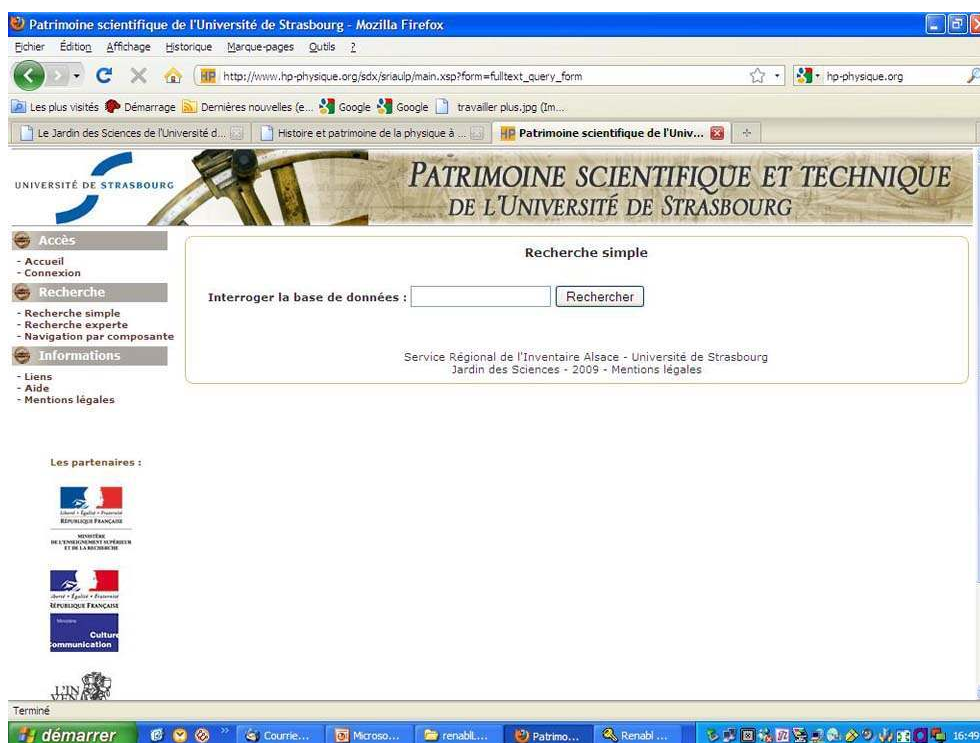 Patrimoine scientifique de l'Université de Strasbourg - Mozilla Firefox
Fichier Édition Affichage Historique Marque-pages Outils ?
http://www.hp-physique.org/sdx/sriaulp/main.xsp?form=fulltext_query_form
hp-physique.org
Les plus visités Démarrage Dernières nouvelles (e... Google Google travailler plus.jpg (Im...
Le Jardin des Sciences de l'Université d... Histoire et patrimoine de la physique à ... HP Patrimoine scientifique de l'Univ...
UNIVERSITÉ DE STRASBOURG
PATRIMOINE SCIENTIFIQUE ET TECHNIQUE
DE L'UNIVERSITÉ DE STRASBOURG
Accès
- Accueil
- Connexion
Recherche
- Recherche simple
- Recherche experte
- Navigation par composante
Informations
- Liens
- Aide
- Mentions légales
Recherche simple
Interroger la base de données : Rechercher
Service Régional de l'Inventaire Alsace - Université de Strasbourg
Jardin des Sciences - 2009 - Mentions légales
Les partenaires :
Liberté • Égalité • Fraternité
RÉPUBLIQUE FRANÇAISE
MINISTÈRE
DE L'ENSEIGNEMENT SUPÉRIEUR
ET DE LA RECHERCHE
Liberté • Égalité • Fraternité
RÉPUBLIQUE FRANÇAISE
Ministère
Culture
Communication
L'IN
VEN
Terminé
démarrer Courrie... Microso... renabl... Patrimo... Renabl ...